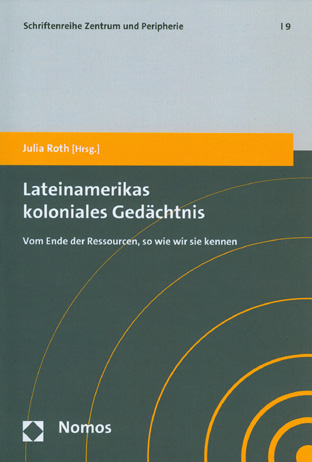 Schriftenreihe Zentrum und Peripherie | 9
Julia Roth [Hrsg.]
Lateinamerikas
koloniales Gedächtnis
Vom Ende der Ressourcen, so wie wir sie kennen
Nomos